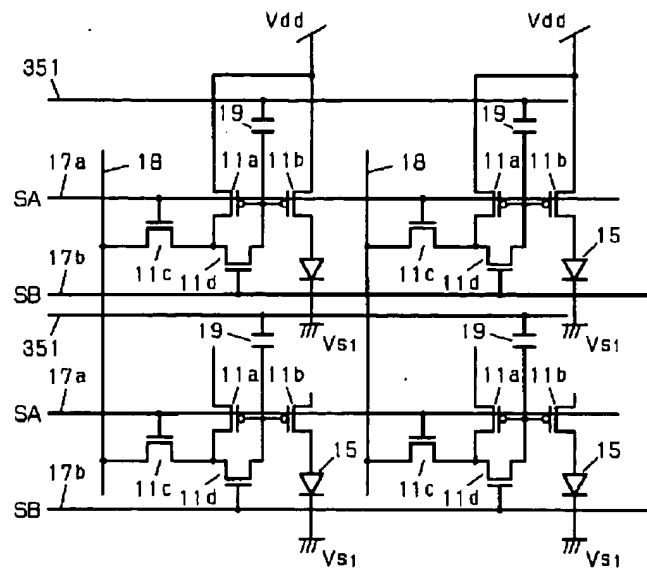 Vdd Vdd
351
19 19
17a 18 11a 11b 18 11a 11b
SA
15
17b 11c 11d 11c 11d
SB
351 19 Vs1 19 Vs1
17a 11a 11b 11a 11b
SA
15 15
17b 11c 11d 11c 11d
SB
Vs1 Vs1